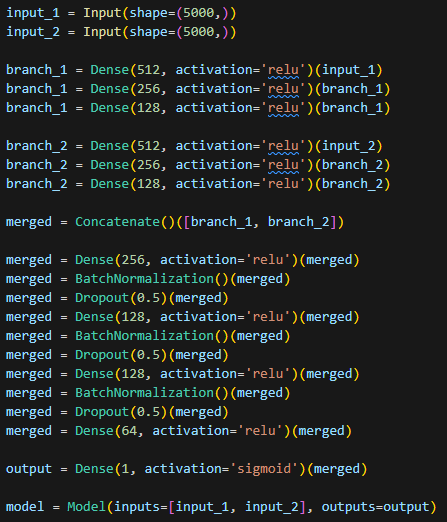 input_1 = Input(shape=(5000,))
input_2 = Input(shape=(5000,))
branch_1 = Dense(512, activation='relu')(input_1)
branch_1 = Dense(256, activation='relu')(branch_1)
branch_1 = Dense(128, activation='relu')(branch_1)
branch_2 = Dense(512, activation='relu')(input_2)
branch_2 = Dense(256, activation='relu')(branch_2)
branch_2 = Dense(128, activation='relu')(branch_2)
merged = Concatenate()([branch_1, branch_2])
merged = Dense(256, activation='relu')(merged)
merged = BatchNormalization()(merged)
merged = Dropout(0.5)(merged)
merged = Dense(128, activation='relu')(merged)
merged = BatchNormalization()(merged)
merged = Dropout(0.5)(merged)
merged = Dense(128, activation='relu')(merged)
merged = BatchNormalization()(merged)
merged = Dropout(0.5)(merged)
merged = Dense(64, activation='relu')(merged)
output = Dense(1, activation='sigmoid')(merged)
model = Model(inputs=[input_1, input_2], outputs=output)